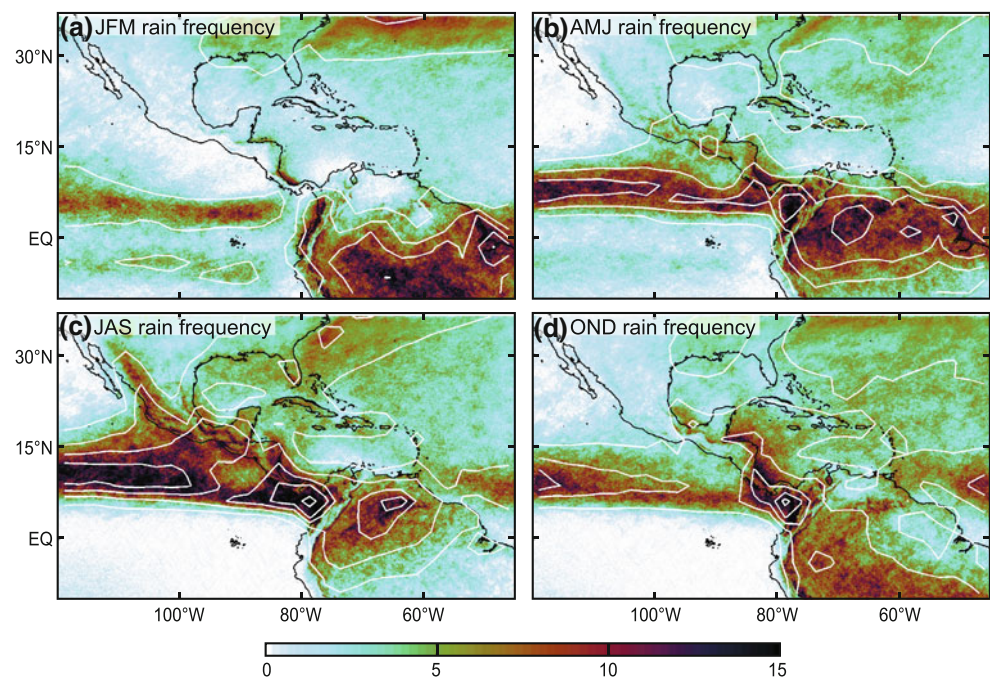 (a) JFM rain frequency
(b) AMJ rain frequency
30°N
15°N
EQ
(c) JAS rain frequency
(d) OND rain frequency
30°N
15°N
EQ
100°W 80°W 60°W
100°W 80°W 60°W
0 5 10 15